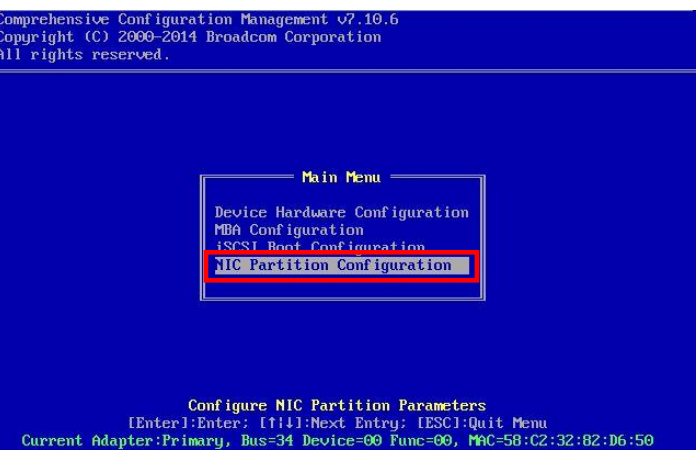 Comprehensive Configuration Management v7.10.6
Copyright (C) 2000-2014 Broadcom Corporation
All rights reserved.
Main Menu
Device Hardware Configuration
MBA Configuration
iSCSI Boot Configuration
NIC Partition Configuration
Configure NIC Partition Parameters
[Enter]:Enter; [↑|↓]:Next Entry; [ESC]:Quit Menu
Current Adapter:Primary, Bus=34 Device=00 Func=00, MAC=58:C2:32:82:D6:50